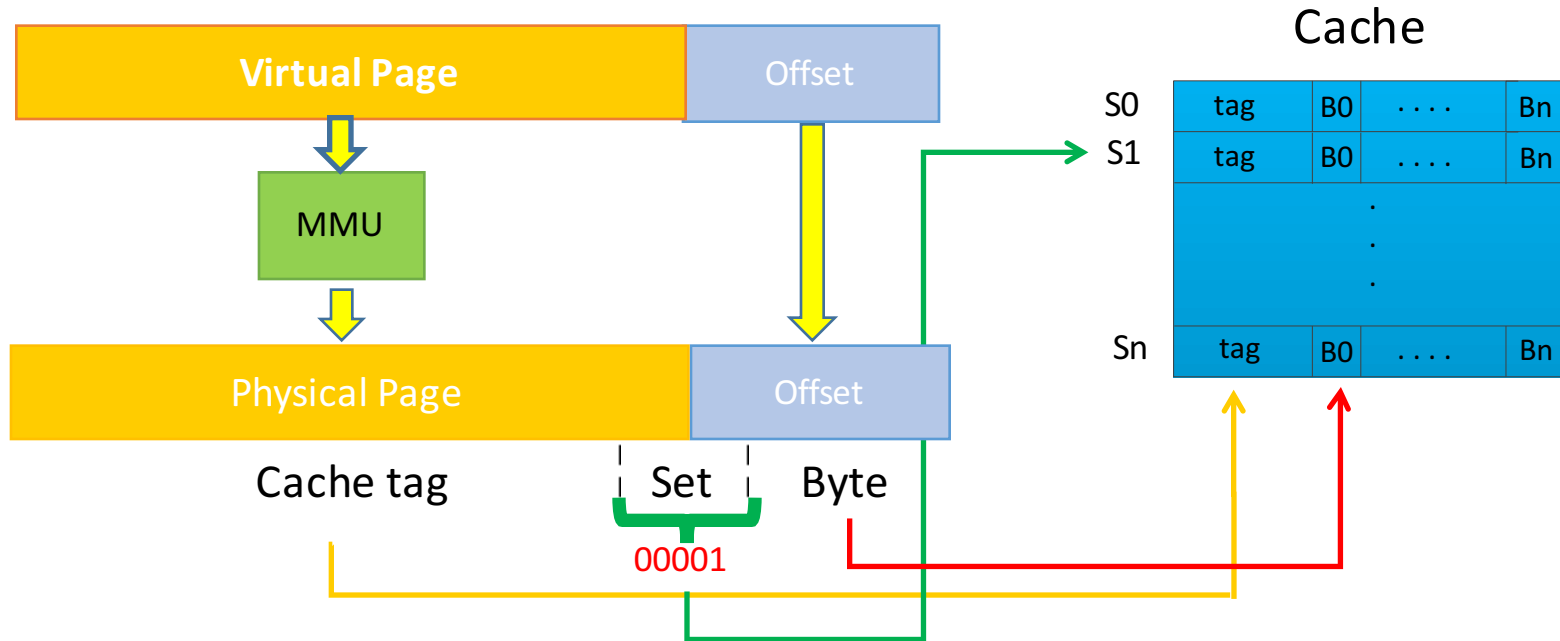 Cache
Virtual Page Offset
S0 tag B0 .... Bn
S1 tag B0 .... Bn
MMU
.
.
.
Sn tag B0 .... Bn
Physical Page Offset
Cache tag Set Byte
00001